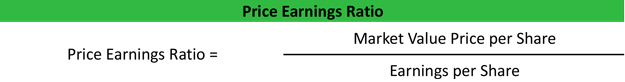 Price Earnings Ratio
Price Earnings Ratio =
Market Value Price per Share
Earnings per Share